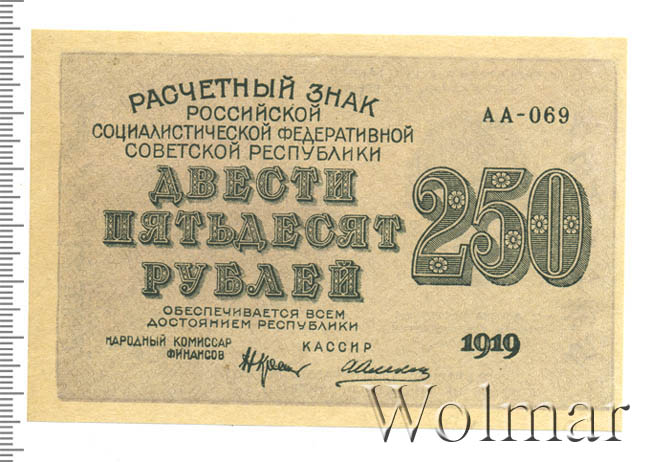 РАСЧЕТНЫЙ ЗНАК
РОССИЙСКОЙ
СОЦИАЛИСТИЧЕСКОЙ ФЕДЕРАТИВНОЙ
СОВЕТСКОЙ РЕСПУБЛИКИ
АА-069
ДВЕСТИ
ПЯТЬДЕСЯТ
РУБЛЕЙ
250
ОБЕСПЕЧИВАЕТСЯ ВСЕМ
ДОСТОЯНИЕМ РЕСПУБЛИКИ
НАРОДНЫЙ КОМИССАР
ФИНАНСОВ
КАССИР
1919
Wolmar